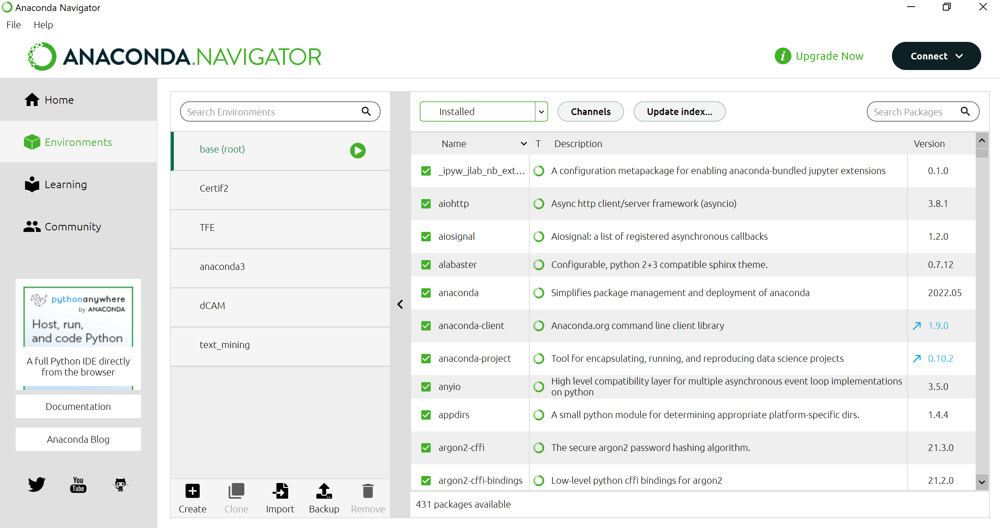 Anaconda Navigator
File Help
ANACONDA.NAVIGATOR
Upgrade Now
Connect
Home
Environments
Learning
Community
pythonanywhere
by ANACONDA
Host, run,
and code Python
A full Python IDE directly
from the browser
Documentation
Anaconda Blog
You
Tube
Search Environments
base (root)
Certif2
TFE
anaconda3
dCAM
text_mining
Create Clone Import Backup Remove
Installed Channels Update index... Search Packages
Name T Description Version
_ipyw_jlab_nb_ext... A configuration metapackage for enabling anaconda-bundled jupyter extensions 0.1.0
aiohttp Async http client/server framework (asyncio) 3.8.1
aiosignal Aiosignal: a list of registered asynchronous callbacks 1.2.0
alabaster Configurable, python 2+3 compatible sphinx theme. 0.7.12
anaconda Simplifies package management and deployment of anaconda 2022.05
anaconda-client Anaconda.org command line client library 1.9.0
anaconda-project Tool for encapsulating, running, and reproducing data science projects 0.10.2
anyio High level compatibility layer for multiple asynchronous event loop implementations
on python 3.5.0
appdirs A small python module for determining appropriate platform-specific dirs. 1.4.4
argon2-cffi The secure argon2 password hashing algorithm. 21.3.0
argon2-cffi-bindings Low-level python cffi bindings for argon2 21.2.0
431 packages available